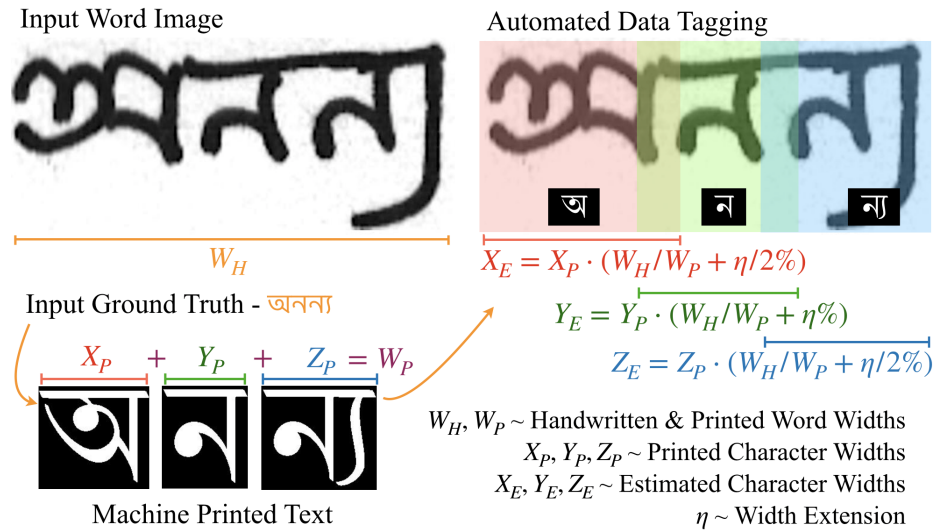 Input Word Image
অনন্য
W_H
Input Ground Truth - অনন্য
X_P + Y_P + Z_P = W_P
অ ন ন্য
Machine Printed Text
Automated Data Tagging
অনন্য
অ ন ন্য
X_E = X_P · (W_H/W_P + η/2%)
Y_E = Y_P · (W_H/W_P + η%)
Z_E = Z_P · (W_H/W_P + η/2%)
W_H, W_P ~ Handwritten & Printed Word Widths
X_P, Y_P, Z_P ~ Printed Character Widths
X_E, Y_E, Z_E ~ Estimated Character Widths
η ~ Width Extension